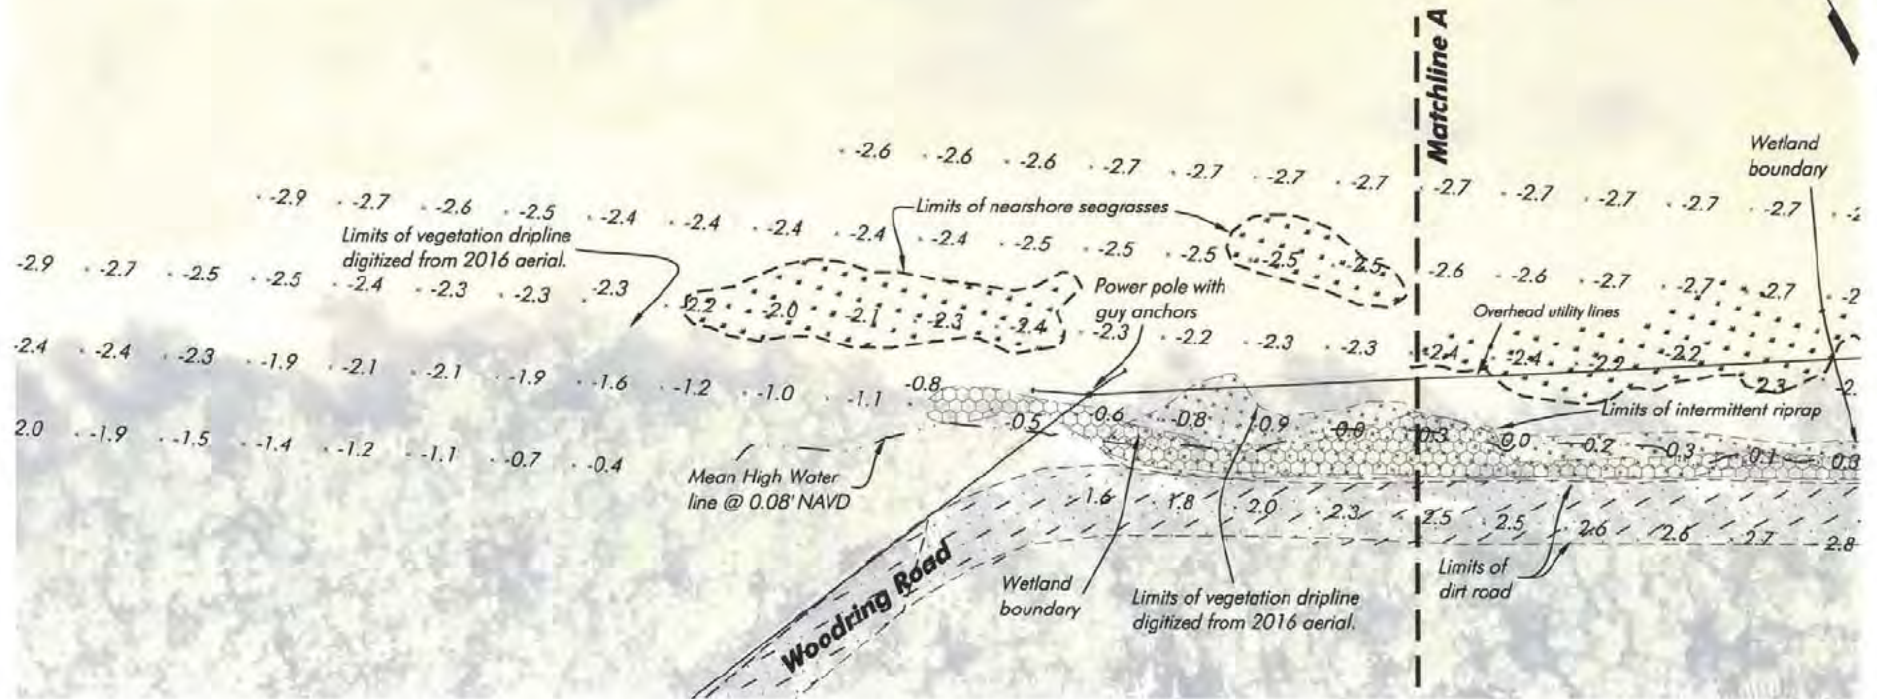 Matchline A
Wetland
boundary
-2.6 -2.6 -2.6 -2.7 -2.7 -2.7 -2.7 -2.7 -2.7 -2.7 -2.7 -2.7
-2.9 -2.7 -2.6 -2.5 -2.4 -2.4 -2.4 -2.4 -2.4 -2.5 -2.5 -2.5 -2.5 -2.5 -2.6 -2.6 -2.7 -2.7 -2.7
Limits of nearshore seagrasses
Limits of vegetation dripline
digitized from 2016 aerial.
-2.9 -2.7 -2.5 -2.5 -2.4 -2.3 -2.3 -2.3 -2.2 -2.0 -2.1 -2.3 -2.4 -2.3 -2.2 -2.3 -2.3 -2.4 -2.4 -2.2 -2.2 2.3
Power pole with
guy anchors
Overhead utility lines
-2.4 -2.4 -2.3 -1.9 -2.1 -2.1 -1.9 -1.6 -1.2 -1.0 -1.1 -0.8 -0.5 0.6 -0.8 0.9 0.0 0.3 0.0 0.2 0.3 0.1 0.3
Limits of intermittent riprap
2.0 -1.9 -1.5 -1.4 -1.2 -1.1 -0.7 -0.4
Mean High Water
line @ 0.08' NAVD
1.6 1.8 2.0 2.3 2.5 2.5 2.6 2.6 2.7 2.8
Woodring Road
Wetland
boundary
Limits of vegetation dripline
digitized from 2016 aerial.
Limits of
dirt road